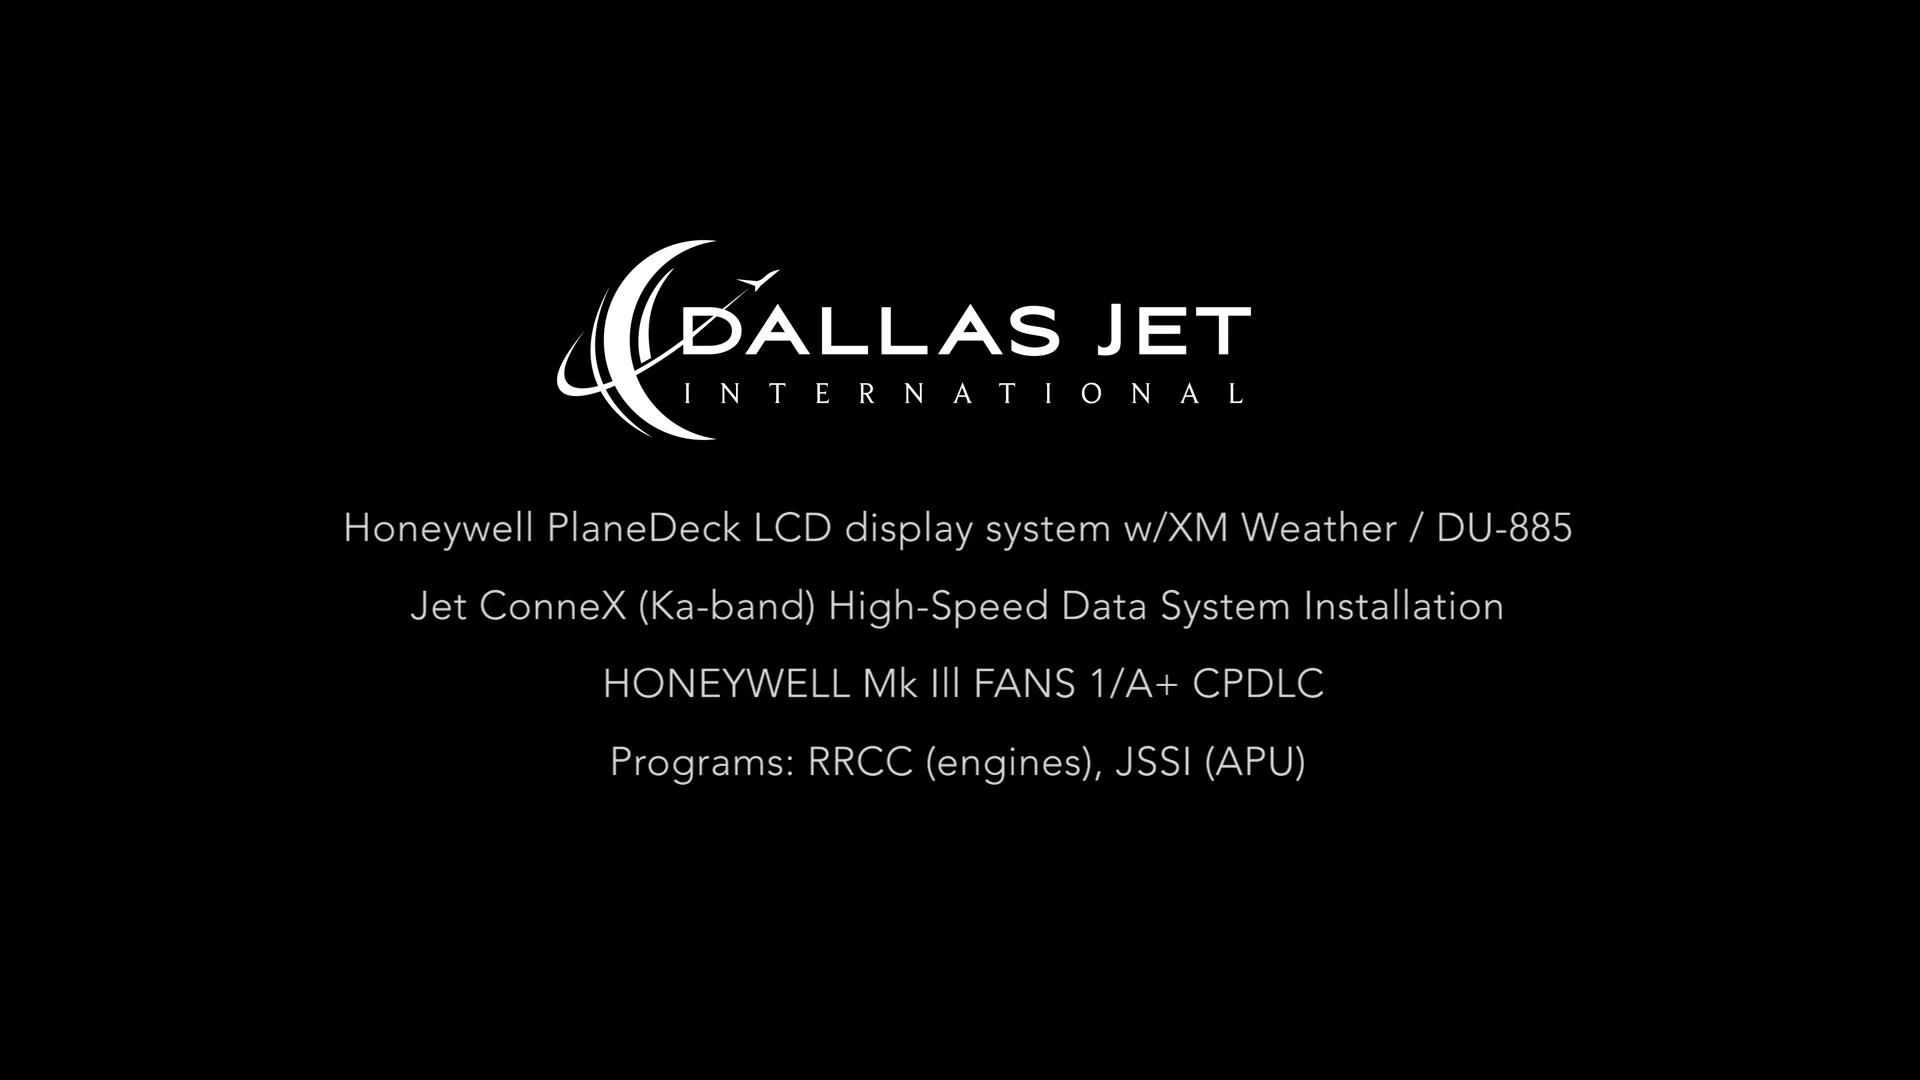 DALLAS JET
INTERNATIONAL
Honeywell PlaneDeck LCD display system w/XM Weather / DU-885
Jet ConneX (Ka-band) High-Speed Data System Installation
HONEYWELL Mk Ill FANS 1/A+ CPDLC
Programs: RRCC (engines), JSSI (APU)